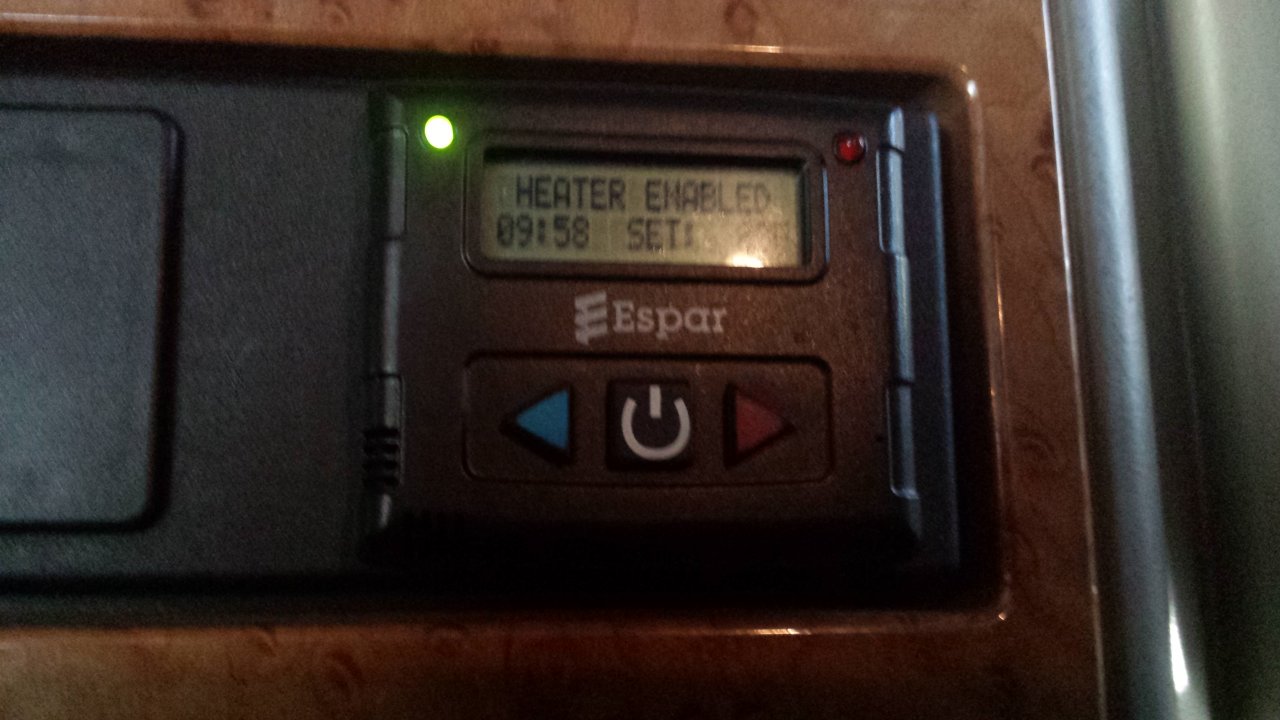 HEATER ENABLED
09:58 SET:
Espar